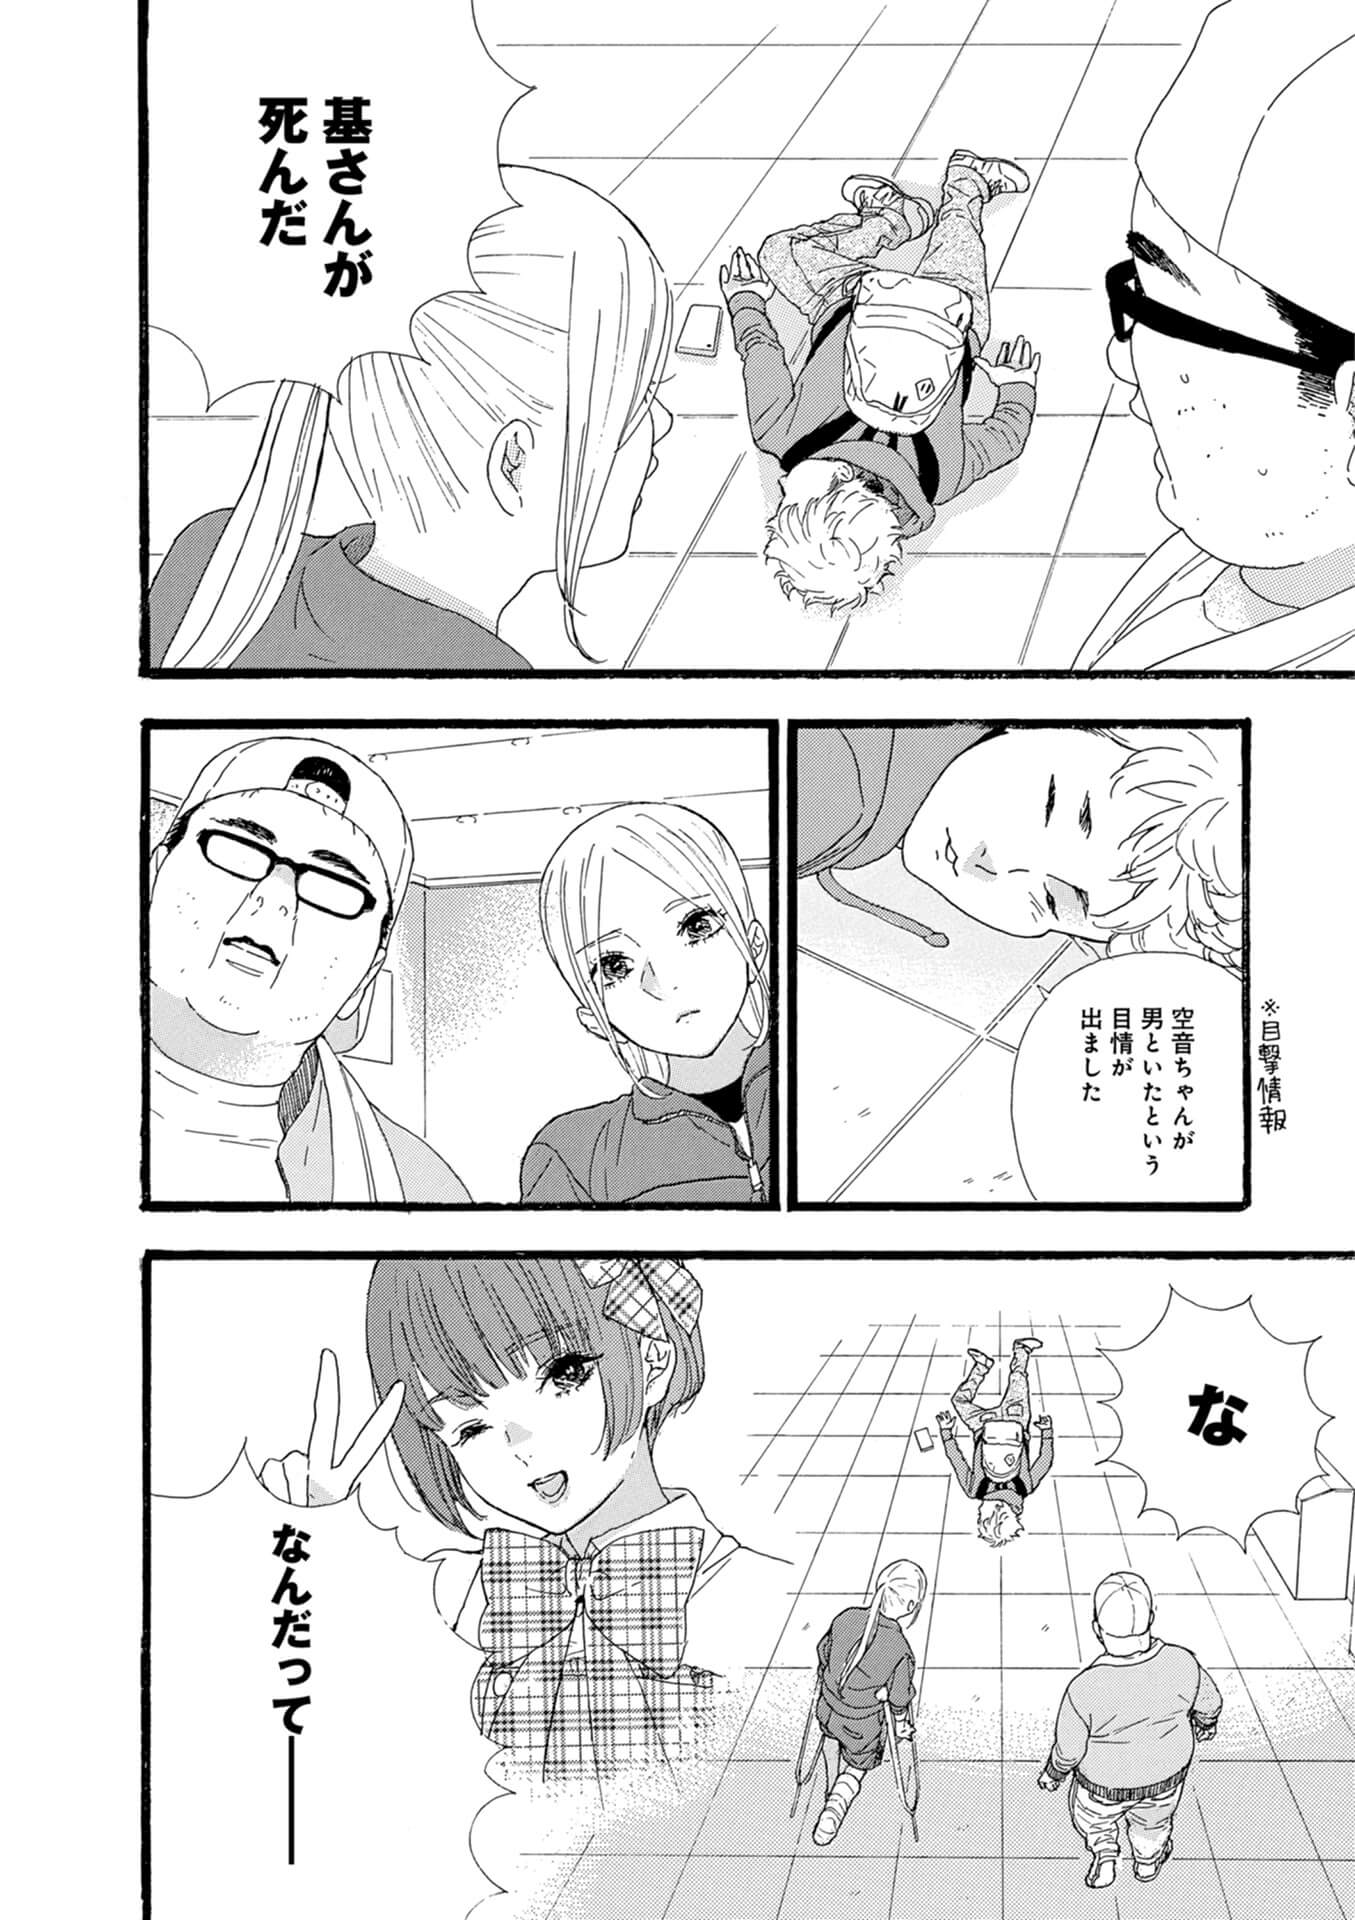 基さんが
死んだ
空音ちゃんが
男といたという
目情が
出ました
※目撃情報
な
なんだって──